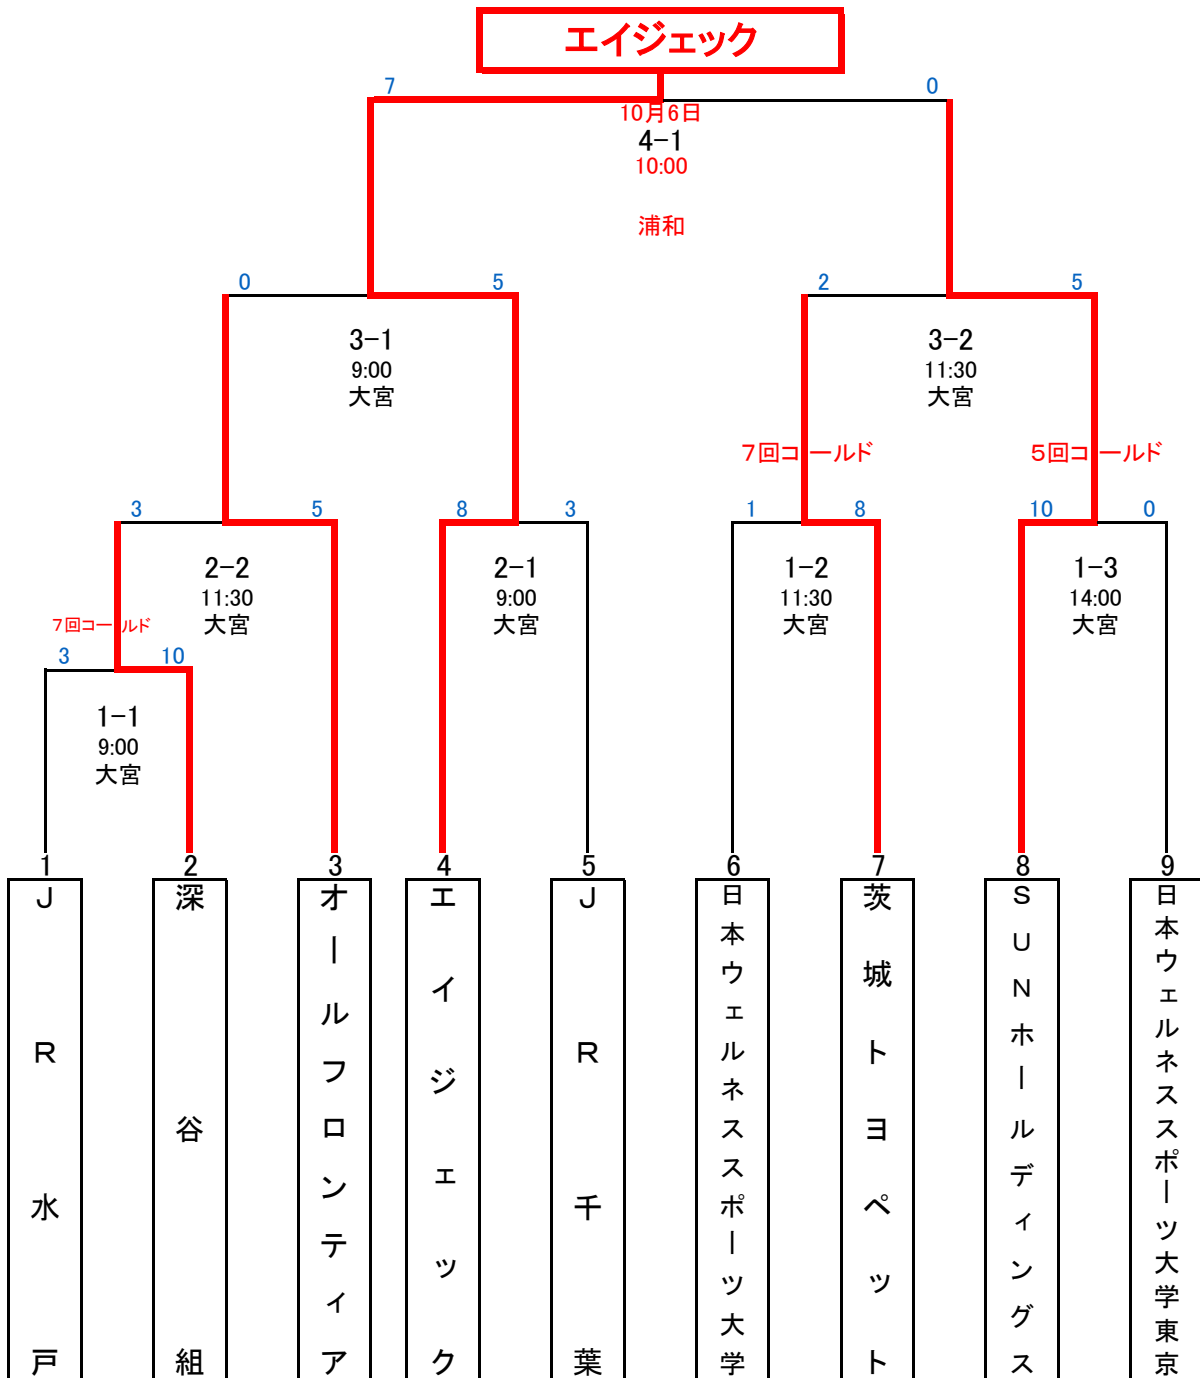 エイジェック
7
0
10月6日
4-1
10:00
浦和
0
5
2
5
3-1
9:00
大宮
3-2
11:30
大宮
7回コールド
5回コールド
3
5
8
3
1
8
10
0
2-2
11:30
大宮
2-1
9:00
大宮
1-2
11:30
大宮
1-3
14:00
大宮
7回コールド
3
10
1-1
9:00
大宮
1
2
3
4
5
6
7
8
9
JR水戸
深谷組
オールフロンティア
エイジェック
JR千葉
日本ウェルネススポーツ大学
茨城トヨペット
SUNホールディングス
日本ウェルネススポーツ大学東京